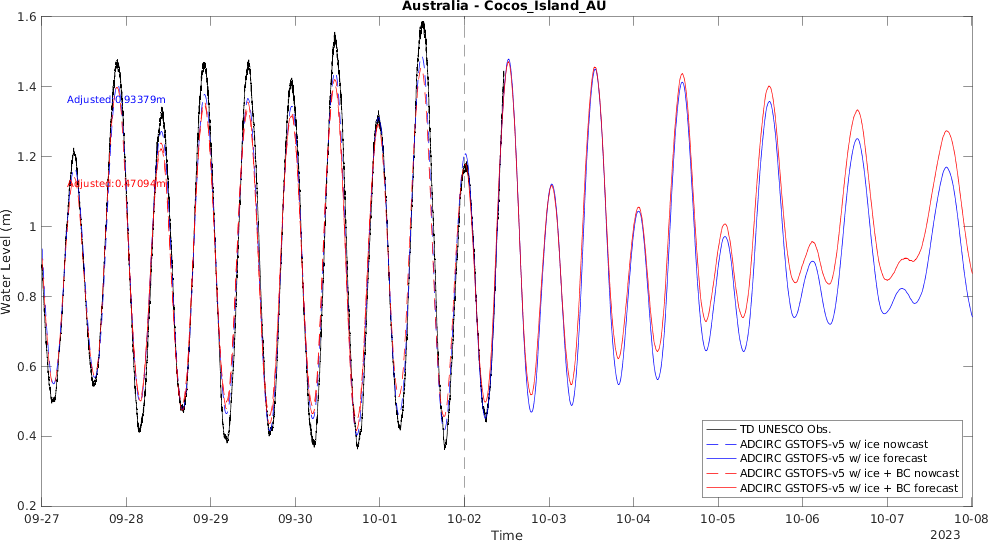 Australia - Cocos_Island_AU
1.6
1.4
1.2
1
0.8
0.6
0.4
0.2
Water Level (m)
Adjusted:0.93379m
Adjusted:0.47094m
TD UNESCO Obs.
ADCIRC GSTOFS-v5 w/ ice nowcast
ADCIRC GSTOFS-v5 w/ ice forecast
ADCIRC GSTOFS-v5 w/ ice + BC nowcast
ADCIRC GSTOFS-v5 w/ ice + BC forecast
09-27 09-28 09-29 09-30 10-01 10-02 10-03 10-04 10-05 10-06 10-07 10-08
Time
2023